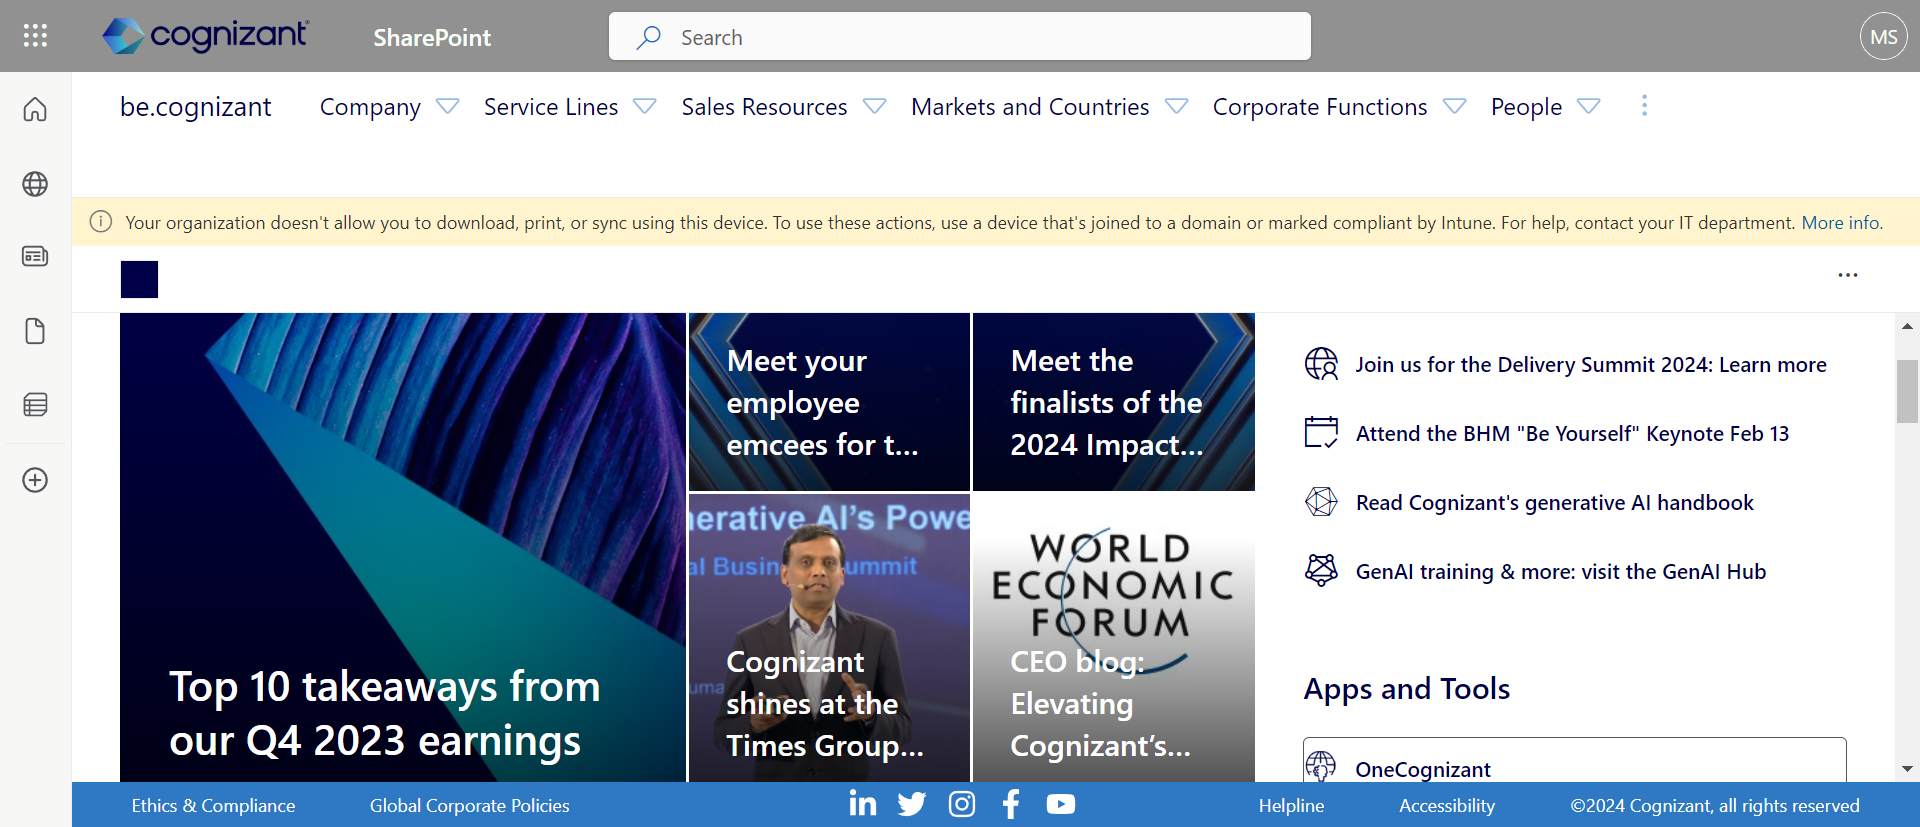 cognizant
SharePoint
Search
MS
be.cognizant
Company
Service Lines
Sales Resources
Markets and Countries
Corporate Functions
People
Your organization doesn't allow you to download, print, or sync using this device. To use these actions, use a device that's joined to a domain or marked compliant by Intune. For help, contact your IT department. More info.
Top 10 takeaways from
our Q4 2023 earnings
Meet your
employee
emcees for t...
Meet the
finalists of the
2024 Impact...
nerative AI's Powe
al Busin ummit
uma
Cognizant
shines at the
Times Group...
WORLD
ECONOMIC
FORUM
CEO blog:
Elevating
Cognizant's...
Join us for the Delivery Summit 2024: Learn more
Attend the BHM "Be Yourself" Keynote Feb 13
Read Cognizant's generative AI handbook
GenAI training & more: visit the GenAI Hub
Apps and Tools
OneCognizant
Ethics & Compliance
Global Corporate Policies
Helpline
Accessibility
©2024 Cognizant, all rights reserved